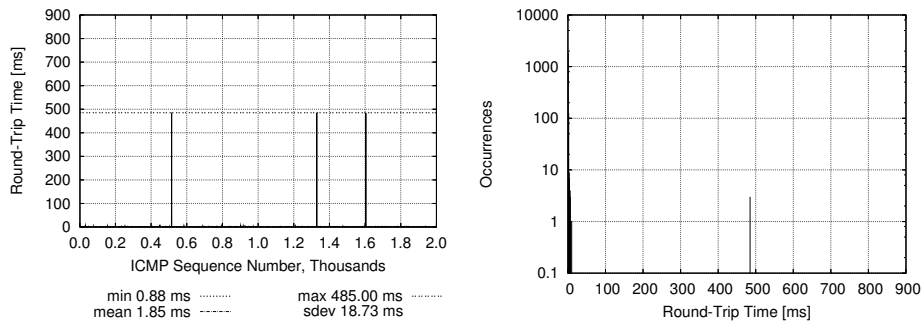 Round-Trip Time [ms]
900
800
700
600
500
400
300
200
100
0
0.0 0.2 0.4 0.6 0.8 1.0 1.2 1.4 1.6 1.8 2.0
ICMP Sequence Number, Thousands
min 0.88 ms
max 485.00 ms
mean 1.85 ms
sdev 18.73 ms
Occurrences
10000
1000
100
10
1
0.1
0 100 200 300 400 500 600 700 800 900
Round-Trip Time [ms]